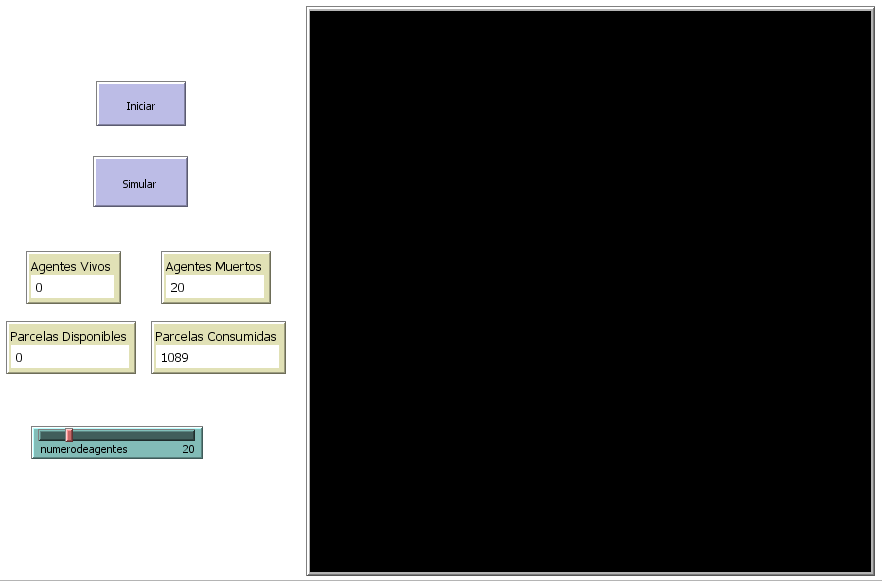 Iniciar
Simular
Agentes Vivos
0
Agentes Muertos
20
Parcelas Disponibles
0
Parcelas Consumidas
1089
numerodeagentes 20